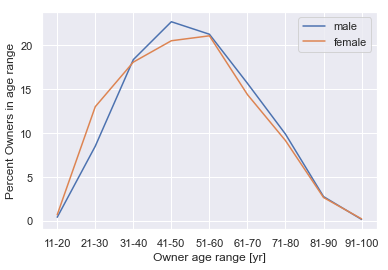 male
female
Percent Owners in age range
20
15
10
5
0
11-20 21-30 31-40 41-50 51-60 61-70 71-80 81-90 91-100
Owner age range [yr]